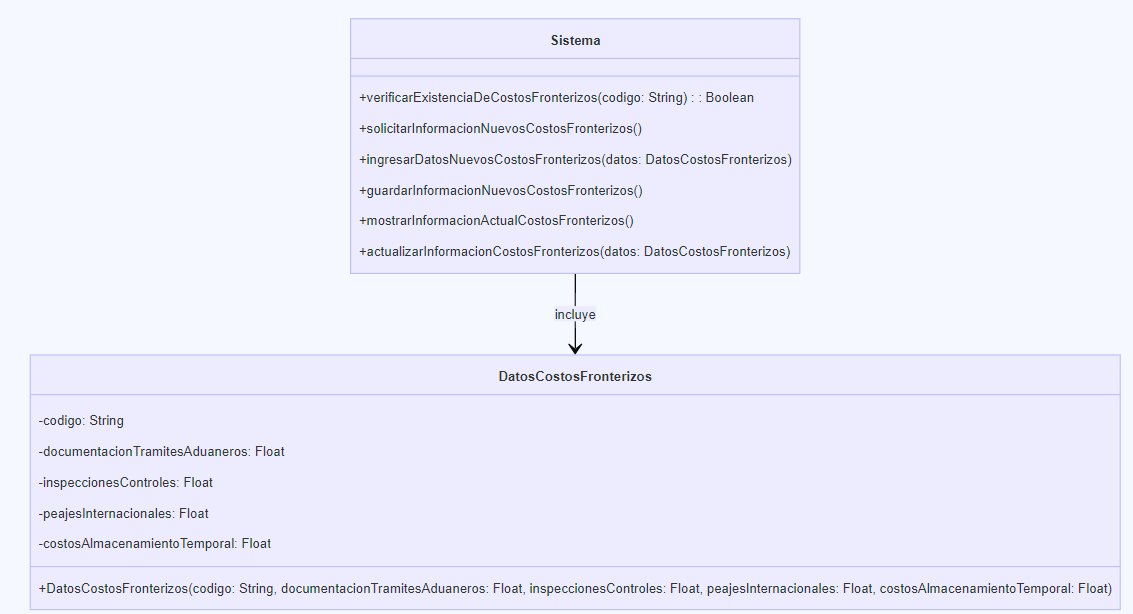 Sistema
+verificarExistenciaDeCostosFronterizos(codigo: String) : : Boolean
+solicitarInformacionNuevosCostosFronterizos()
+ingresarDatosNuevosCostosFronterizos(datos: DatosCostosFronterizos)
+guardarInformacionNuevosCostosFronterizos()
+mostrarInformacionActualCostosFronterizos()
+actualizarInformacionCostosFronterizos(datos: DatosCostosFronterizos)
incluye
DatosCostosFronterizos
-codigo: String
-documentacionTramitesAduaneros: Float
-inspeccionesControles: Float
-peajesInternacionales: Float
-costosAlmacenamientoTemporal: Float
+DatosCostosFronterizos(codigo: String, documentacionTramitesAduaneros: Float, inspeccionesControles: Float, peajesInternacionales: Float, costosAlmacenamientoTemporal: Float)